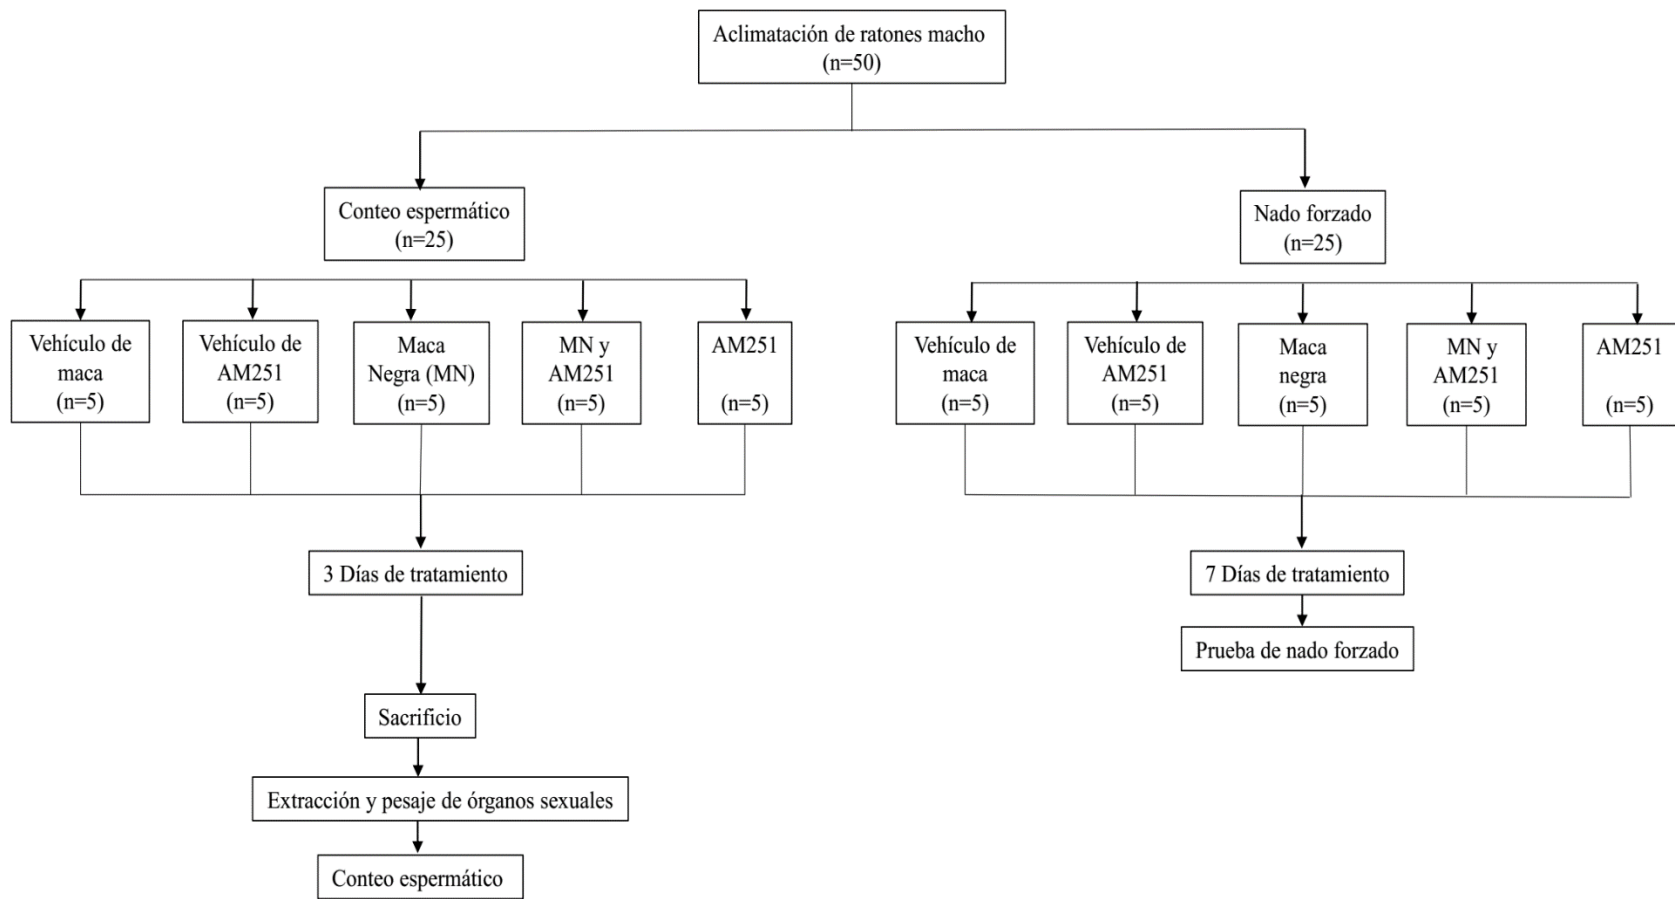 Aclimatación de ratones macho
(n=50)
Conteo espermático
(n=25)
Nado forzado
(n=25)
Vehículo de
maca
(n=5)
Vehículo de
AM251
(n=5)
Maca
Negra (MN)
(n=5)
MN y
AM251
(n=5)
AM251
(n=5)
Vehículo de
maca
(n=5)
Vehículo de
AM251
(n=5)
Maca
negra
(n=5)
MN y
AM251
(n=5)
AM251
(n=5)
3 Días de tratamiento
7 Días de tratamiento
Prueba de nado forzado
Sacrificio
Extracción y pesaje de órganos sexuales
Conteo espermático